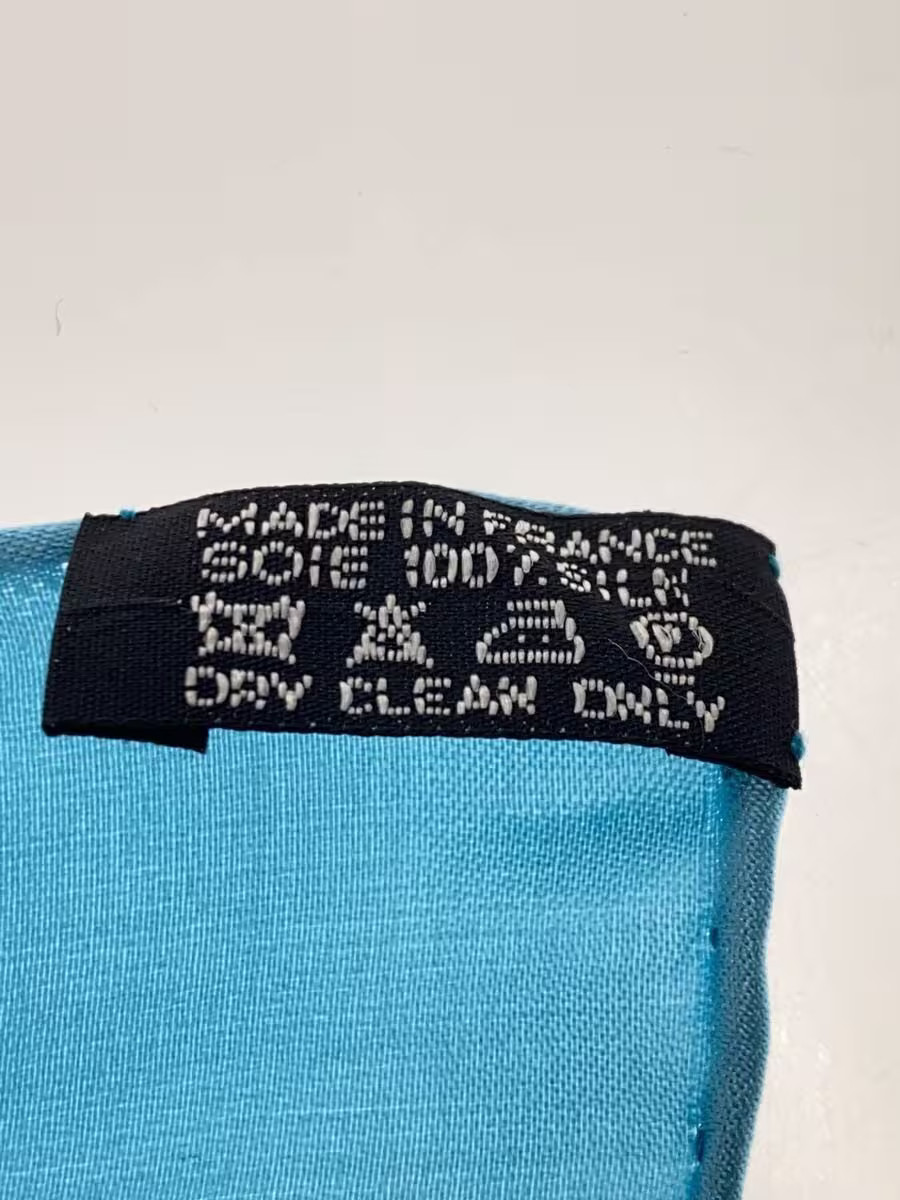 MADE IN FRANCE
SOIE 100% SILK
DRY CLEAN ONLY